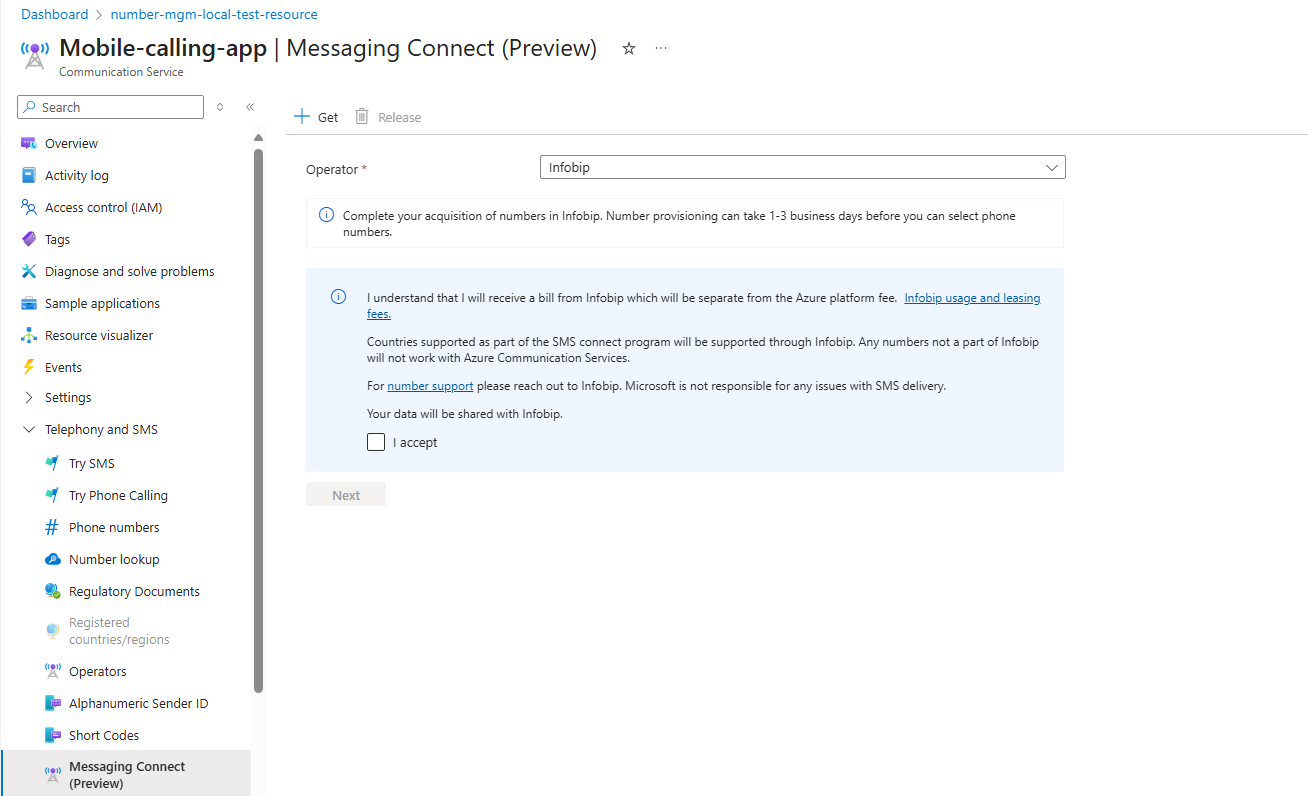 Dashboard > number-mgm-local-test-resource
Mobile-calling-app | Messaging Connect (Preview)
Communication Service
Search
Overview
Activity log
Access control (IAM)
Tags
Diagnose and solve problems
Sample applications
Resource visualizer
Events
Settings
Telephony and SMS
Try SMS
Try Phone Calling
Phone numbers
Number lookup
Regulatory Documents
Registered
countries/regions
Operators
Alphanumeric Sender ID
Short Codes
Messaging Connect
(Preview)
Get Release
Operator * Infobip
Complete your acquisition of numbers in Infobip. Number provisioning can take 1-3 business days before you can select phone
numbers.
I understand that I will receive a bill from Infobip which will be separate from the Azure platform fee. Infobip usage and leasing
fees.
Countries supported as part of the SMS connect program will be supported through Infobip. Any numbers not a part of Infobip
will not work with Azure Communication Services.
For number support please reach out to Infobip. Microsoft is not responsible for any issues with SMS delivery.
Your data will be shared with Infobip.
I accept
Next